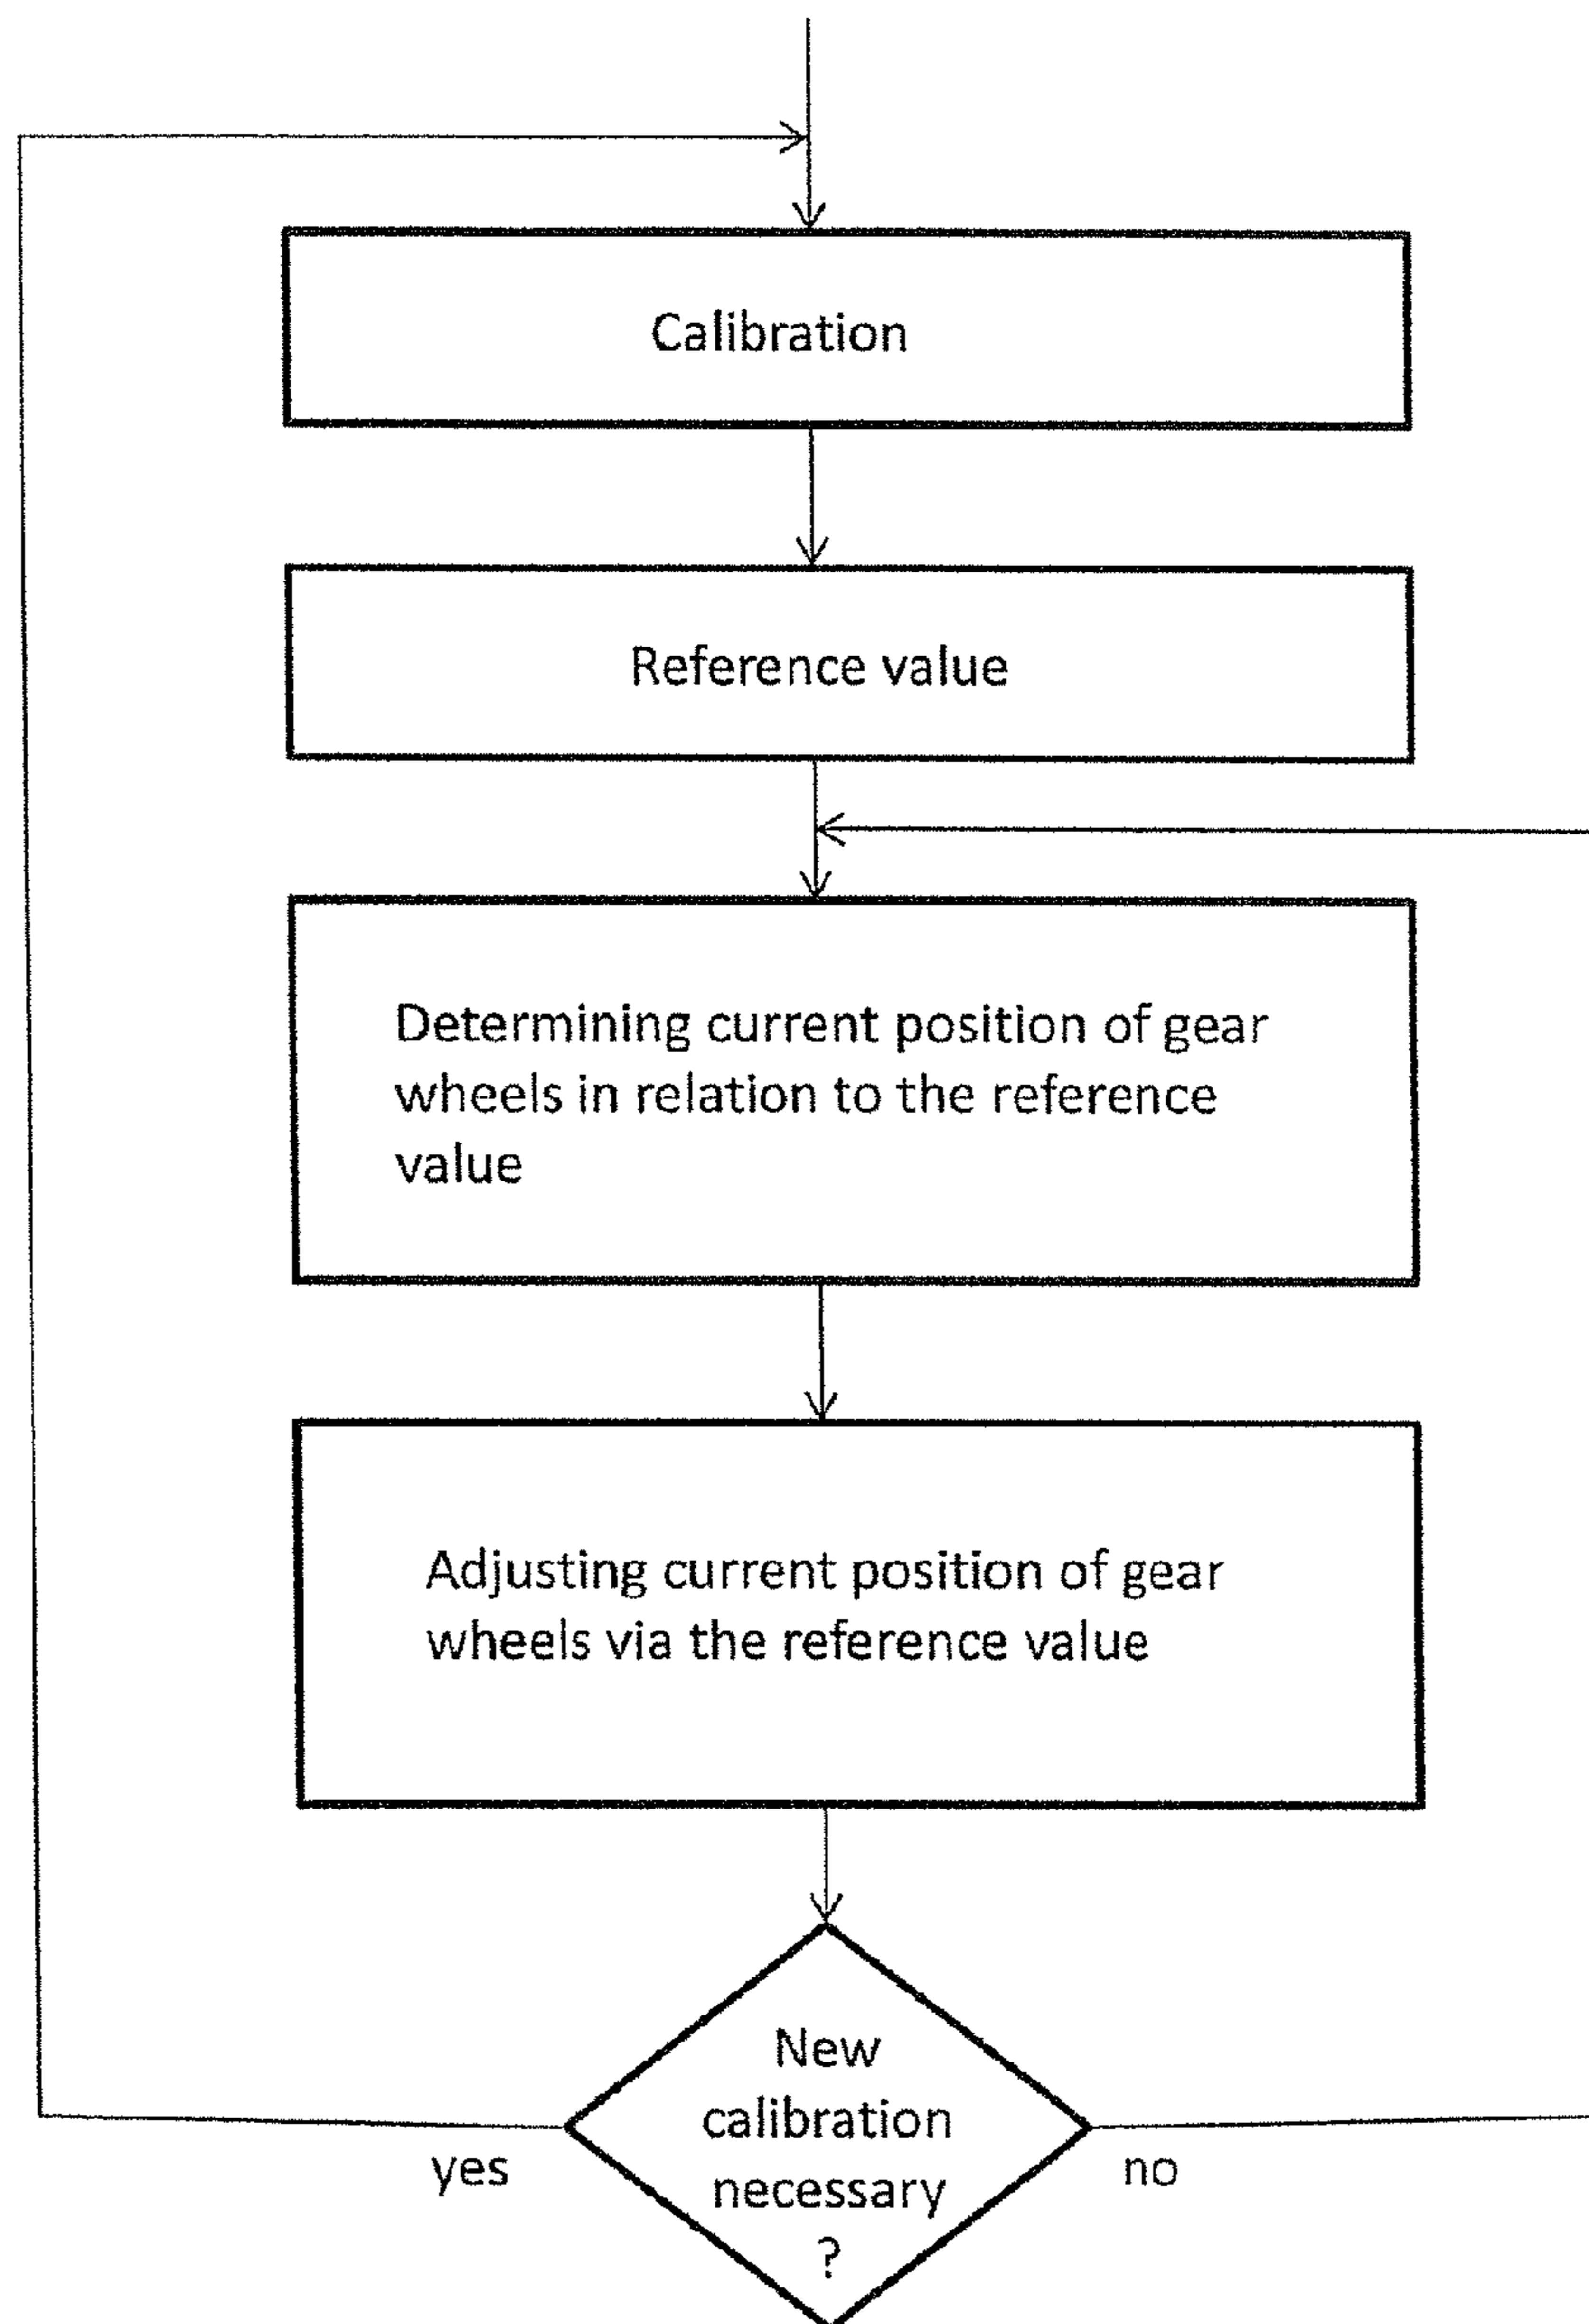 Calibration
Reference value
Determining current position of gear
wheels in relation to the reference
value
Adjusting current position of gear
wheels via the reference value
New
calibration
necessary
?
yes
no